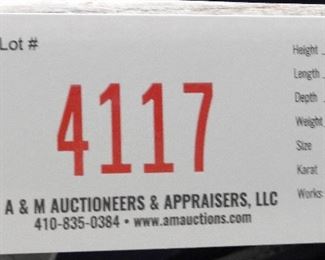 Lot #
4117
A & M AUCTIONEERS & APPRAISERS, LLC
410-835-0384 • www.amauctions.com
Height
Length
Depth
Weight
Size
Karat
Works